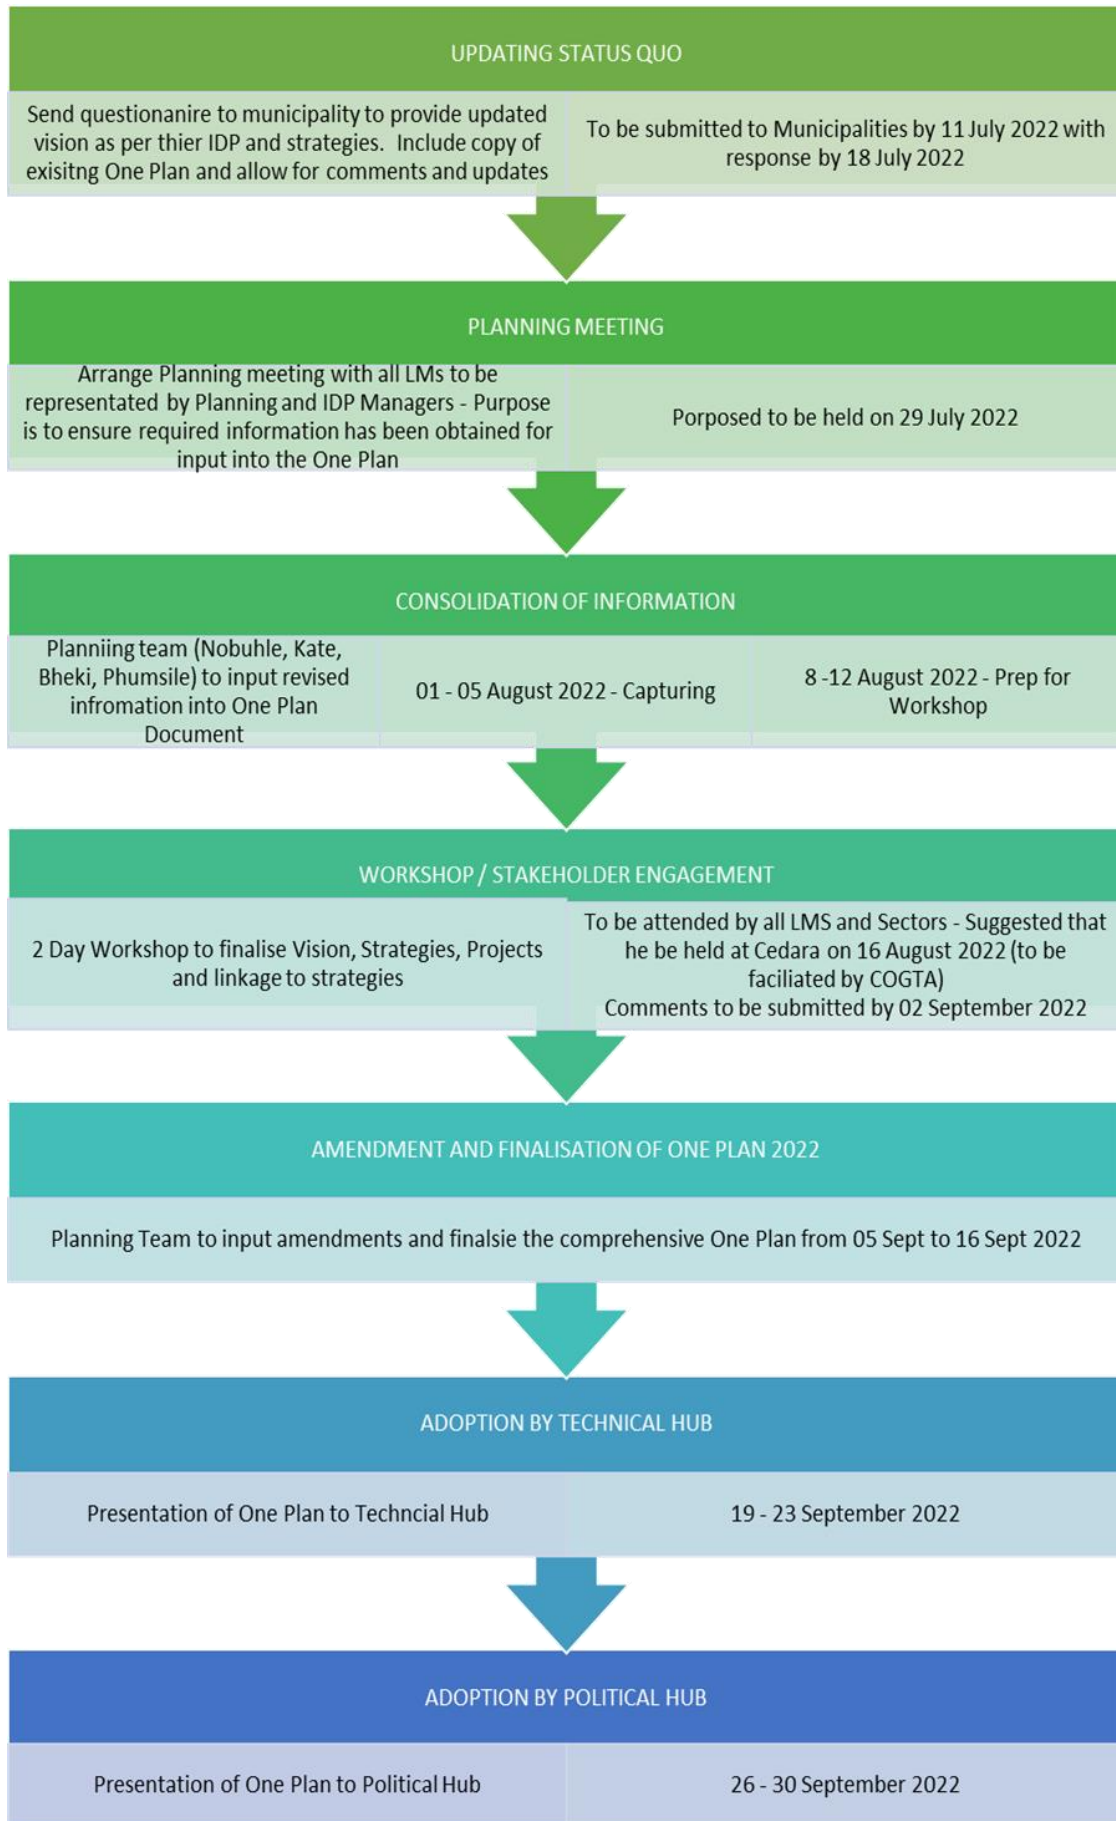 UPDATING STATUS QUO
Send questionanire to municipality to provide updated
vision as per thier IDP and strategies. Include copy of
exisitng One Plan and allow for comments and updates
To be submitted to Municipalities by 11 July 2022 with
response by 18 July 2022
PLANNING MEETING
Arrange Planning meeting with all LMs to be
representated by Planning and IDP Managers - Purpose
is to ensure required information has been obtained for
input into the One Plan
Porposed to be held on 29 July 2022
CONSOLIDATION OF INFORMATION
Planniing team (Nobuhle, Kate,
Bheki, Phumsile) to input revised
infromation into One Plan
Document
01 - 05 August 2022 - Capturing
8 -12 August 2022 - Prep for
Workshop
WORKSHOP / STAKEHOLDER ENGAGEMENT
2 Day Workshop to finalise Vision, Strategies, Projects
and linkage to strategies
To be attended by all LMS and Sectors - Suggested that
he be held at Cedara on 16 August 2022 (to be
faciliated by COGTA)
Comments to be submitted by 02 September 2022
AMENDMENT AND FINALISATION OF ONE PLAN 2022
Planning Team to input amendments and finalsie the comprehensive One Plan from 05 Sept to 16 Sept 2022
ADOPTION BY TECHNICAL HUB
Presentation of One Plan to Techncial Hub
19 - 23 September 2022
ADOPTION BY POLITICAL HUB
Presentation of One Plan to Political Hub
26 - 30 September 2022